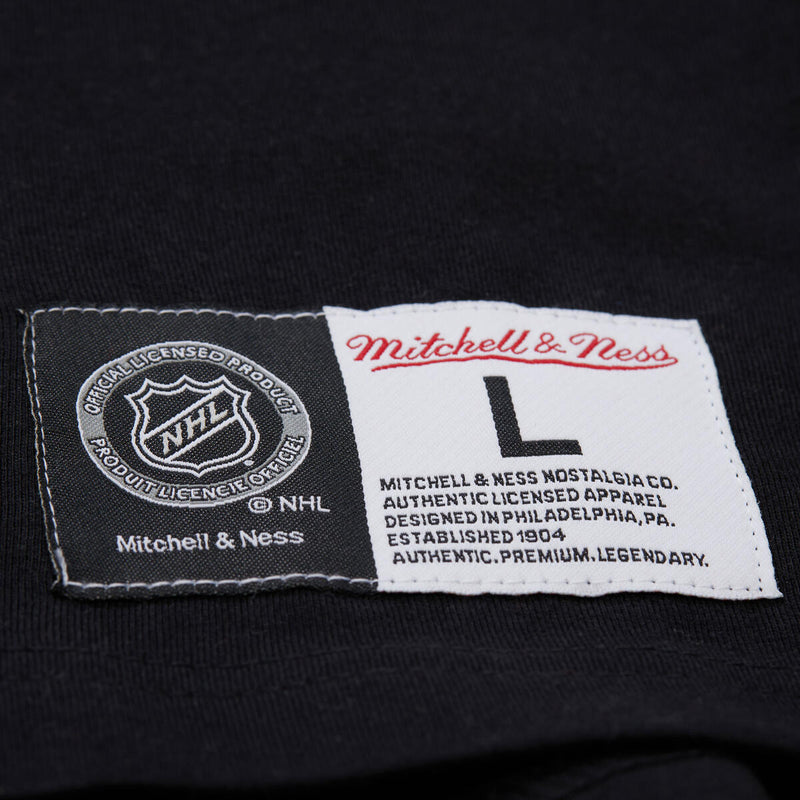 OFFICIAL LICENSED PRODUCT
NHL
PRODUIT LICENCIE OFFICIEL
© NHL
Mitchell & Ness
Mitchell & Ness
L
MITCHELL & NESS NOSTALGIA CO.
AUTHENTIC LICENSED APPAREL
DESIGNED IN PHILADELPHIA, PA.
ESTABLISHED 1904
AUTHENTIC. PREMIUM. LEGENDARY.